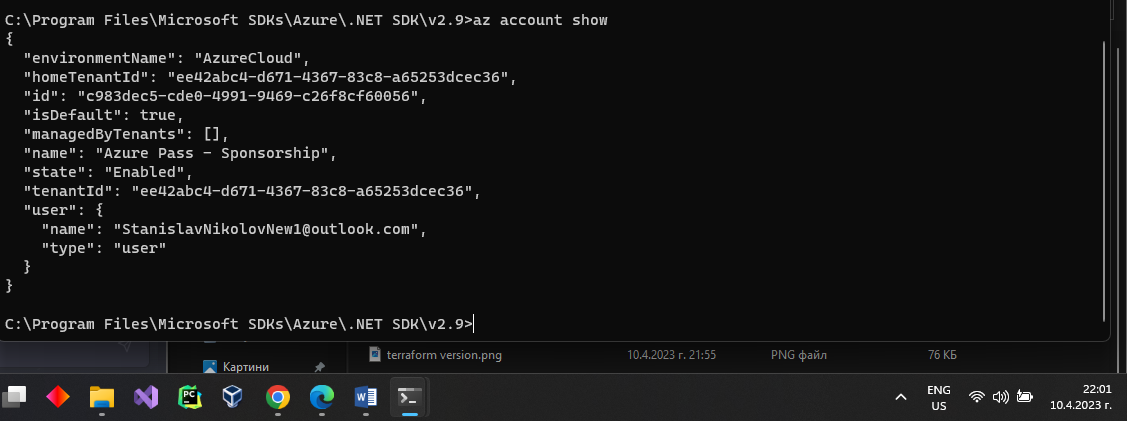 C:\Program Files\Microsoft SDKs\Azure\.NET SDK\v2.9>az account show
{
  "environmentName": "AzureCloud",
  "homeTenantId": "ee42abc4-d671-4367-83c8-a65253dcec36",
  "id": "c983dec5-cde0-4991-9469-c26f8cf60056",
  "isDefault": true,
  "managedByTenants": [],
  "name": "Azure Pass - Sponsorship",
  "state": "Enabled",
  "tenantId": "ee42abc4-d671-4367-83c8-a65253dcec36",
  "user": {
    "name": "StanislavNikolovNew1@outlook.com",
    "type": "user"
  }
}
C:\Program Files\Microsoft SDKs\Azure\.NET SDK\v2.9>
Картини
terraform version.png 10.4.2023 г. 21:55 PNG файл 76 КБ
PC
W
ENG
US
22:01
10.4.2023 г.